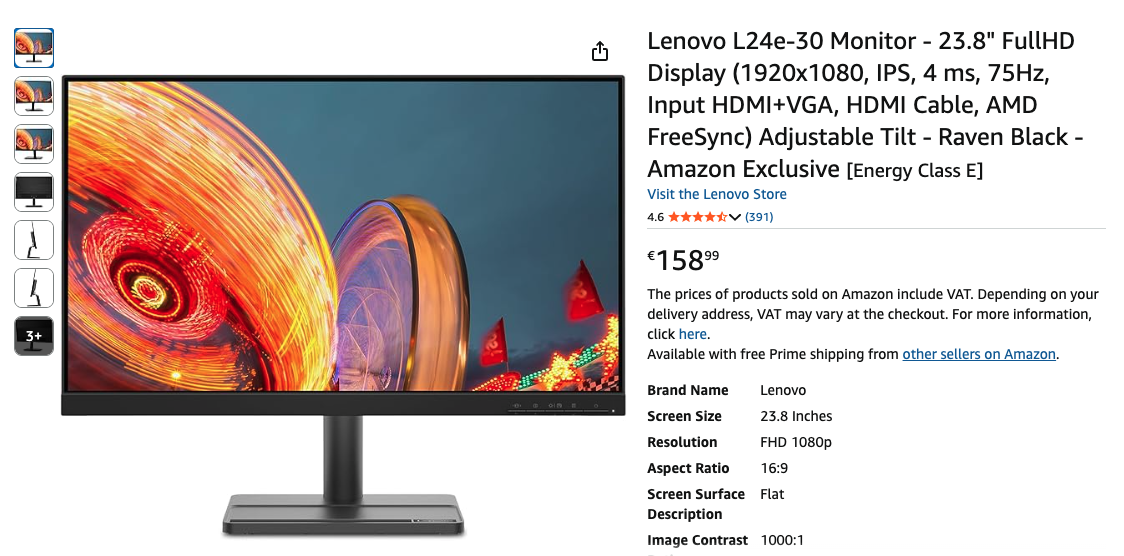 3+
Lenovo L24e-30 Monitor - 23.8" FullHD
Display (1920x1080, IPS, 4 ms, 75Hz,
Input HDMI+VGA, HDMI Cable, AMD
FreeSync) Adjustable Tilt - Raven Black -
Amazon Exclusive [Energy Class E]
Visit the Lenovo Store
4.6 (391)
€15899
The prices of products sold on Amazon include VAT. Depending on your
delivery address, VAT may vary at the checkout. For more information,
click here.
Available with free Prime shipping from other sellers on Amazon.
Brand Name Lenovo
Screen Size 23.8 Inches
Resolution FHD 1080p
Aspect Ratio 16:9
Screen Surface Flat
Description
Image Contrast 1000:1